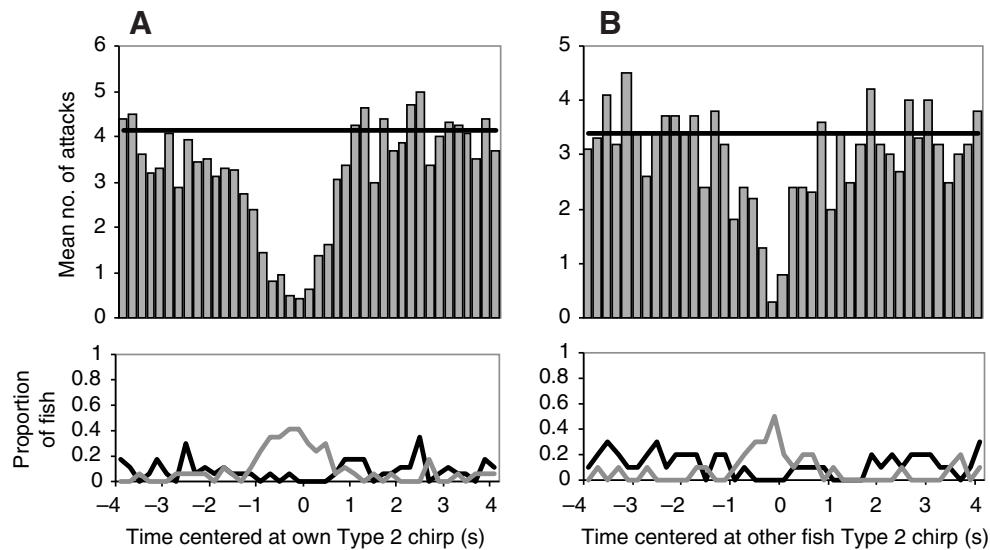 A
B
6
5
4
3
2
1
0
Mean no. of attacks
5
4
3
2
1
0
1
0.8
0.6
0.4
0.2
0
Proportion
of fish
–4 –3 –2 –1 0 1 2 3 4
Time centered at own Type 2 chirp (s)
1
0.8
0.6
0.4
0.2
0
–4 –3 –2 –1 0 1 2 3 4
Time centered at other fish Type 2 chirp (s)